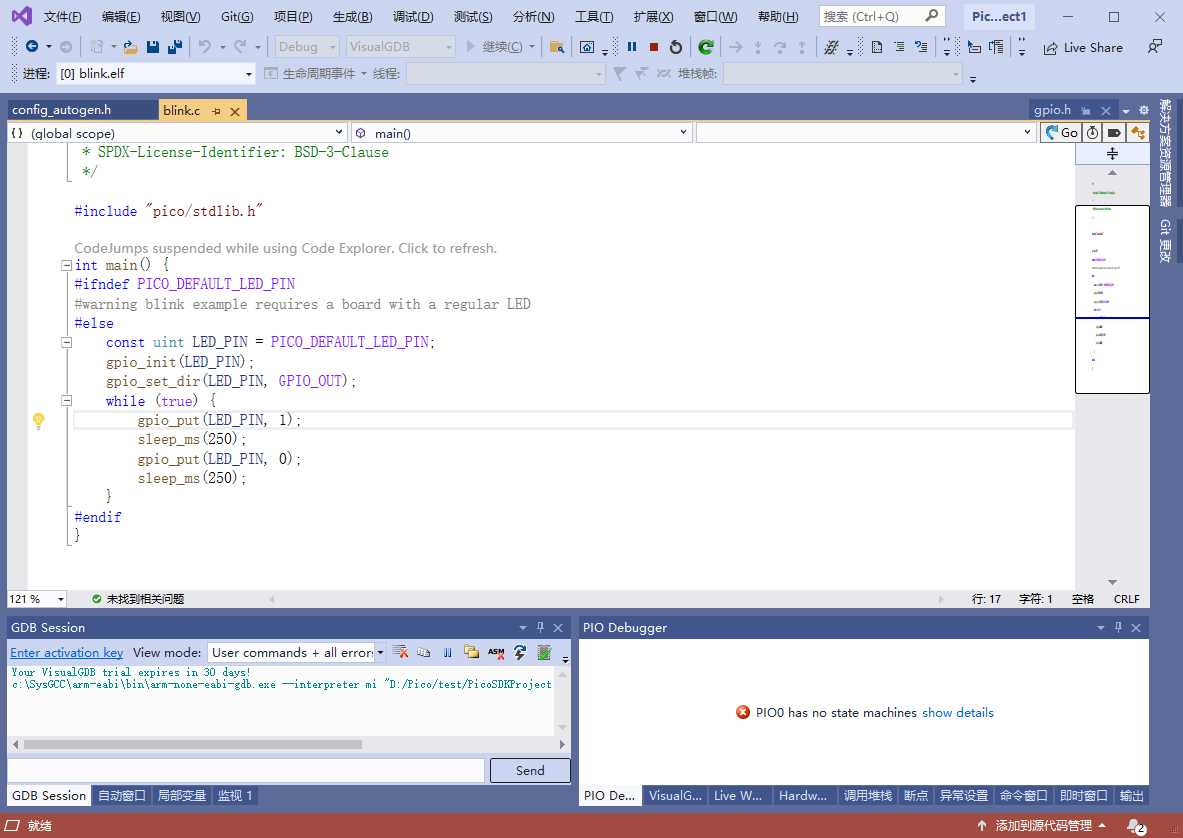 文件(F) 编辑(E) 视图(V) Git(G) 项目(P) 生成(B) 调试(D) 测试(S) 分析(N) 工具(T) 扩展(X) 窗口(W) 帮助(H) 搜索 (Ctrl+Q) Pic...ect1
Debug VisualGDB 继续(C) Live Share
进程: [0] blink.elf 生命周期事件 线程: 堆栈帧:
config_autogen.h blink.c gpio.h
{ } (global scope) main() Go
* SPDX-License-Identifier: BSD-3-Clause
*/
#include "pico/stdlib.h"
CodeJumps suspended while using Code Explorer. Click to refresh.
int main() {
#ifndef PICO_DEFAULT_LED_PIN
#warning blink example requires a board with a regular LED
#else
const uint LED_PIN = PICO_DEFAULT_LED_PIN;
gpio_init(LED_PIN);
gpio_set_dir(LED_PIN, GPIO_OUT);
while (true) {
gpio_put(LED_PIN, 1);
sleep_ms(250);
gpio_put(LED_PIN, 0);
sleep_ms(250);
}
#endif
}
解决方案资源管理器
Git 更改
121 % 未找到相关问题 行: 17 字符: 1 空格 CRLF
GDB Session
Enter activation key View mode: User commands + all errors ASM
Your VisualGDB trial expires in 30 days!
c:\SysGCC\arm-eabi\bin\arm-none-eabi-gdb.exe --interpreter mi "D:/Pico/test/PicoSDKProject
Send
GDB Session 自动窗口 局部变量 监视 1
PIO Debugger
PIO0 has no state machines show details
PIO De... VisualG... Live W... Hardw... 调用堆栈 断点 异常设置 命令窗口 即时窗口 输出
就绪 添加到源代码管理 2